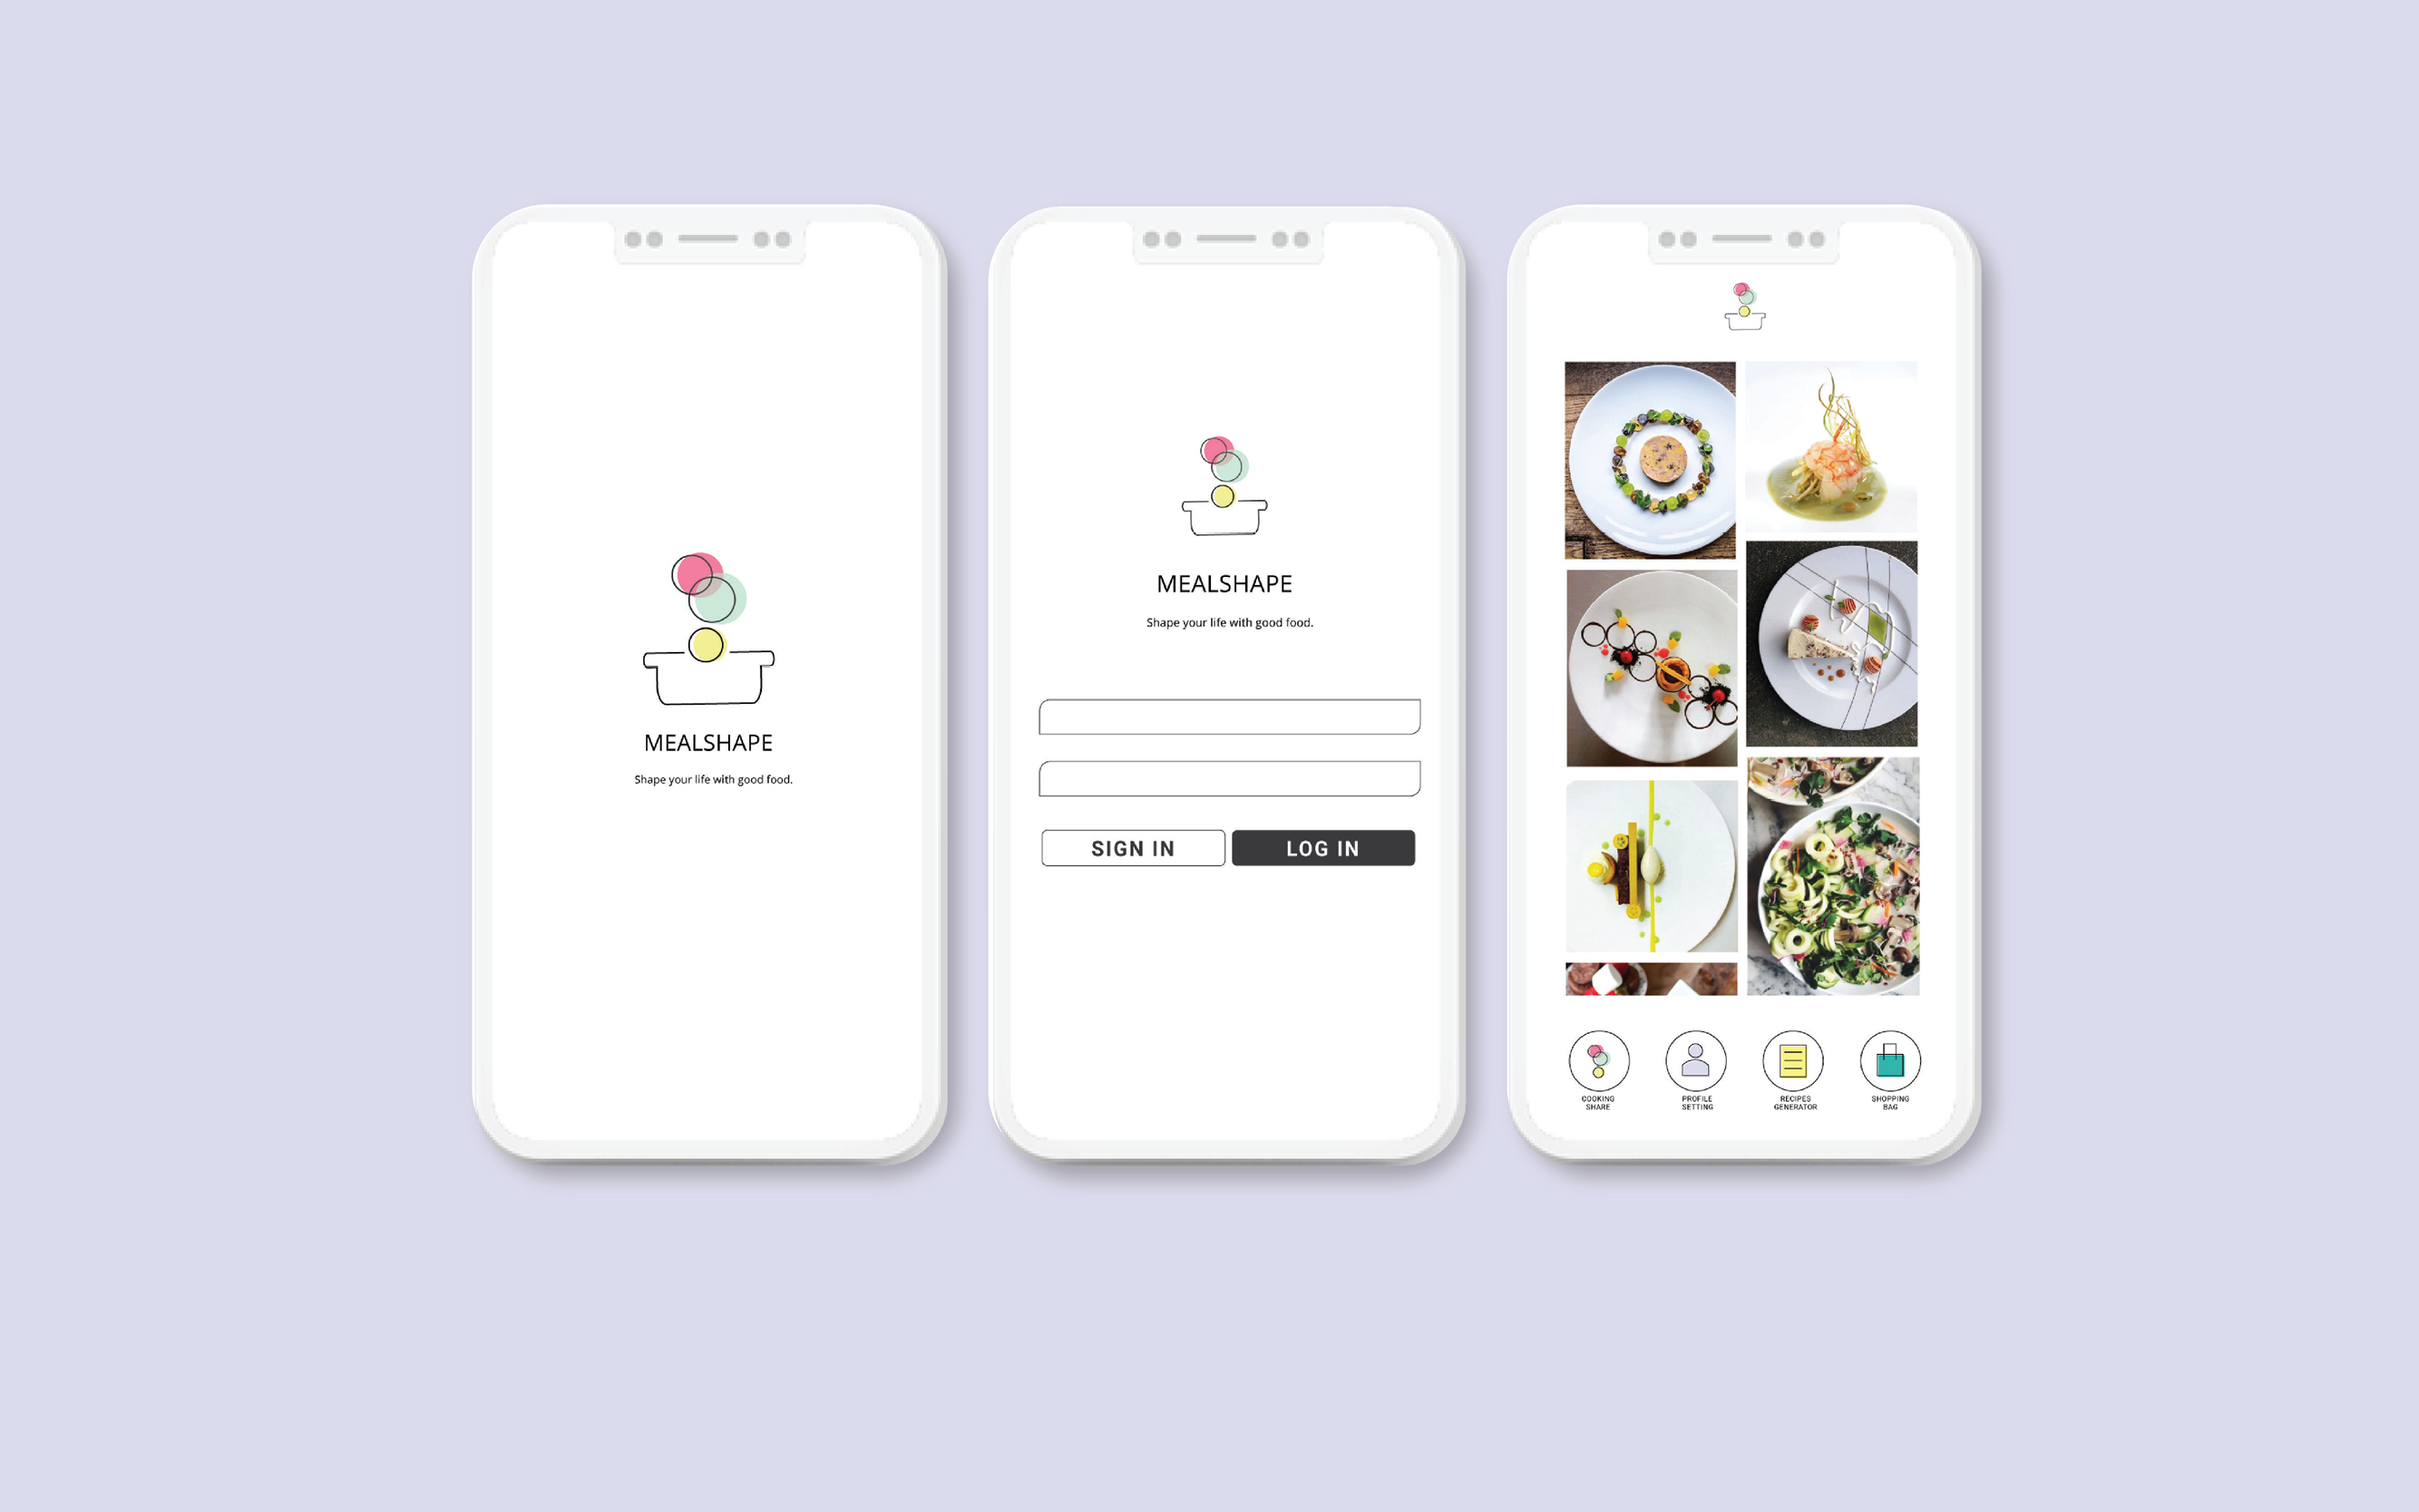 MEALSHAPE
Shape your life with good food.
MEALSHAPE
Shape your life with good food.
SIGN IN
LOG IN
COOKING
SHARE
PROFILE
SETTING
RECIPES
GENERATOR
SHOPPING
BAG